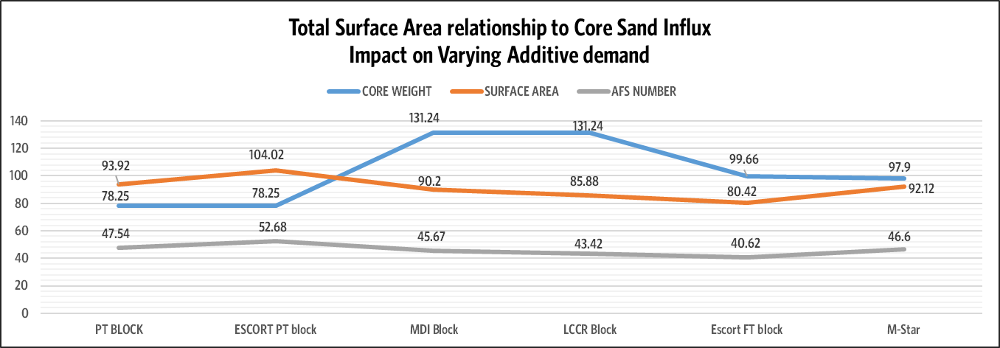 Total Surface Area relationship to Core Sand Influx
Impact on Varying Additive demand
CORE WEIGHT SURFACE AREA AFS NUMBER
140
120
100
80
60
40
20
0
131.24 131.24
104.02
93.92 99.66 97.9
90.2 85.88
78.25 78.25 80.42 92.12
47.54 52.68 45.67 43.42 40.62 46.6
PT BLOCK ESCORT PT block MDI Block LCCR Block Escort FT block M-Star